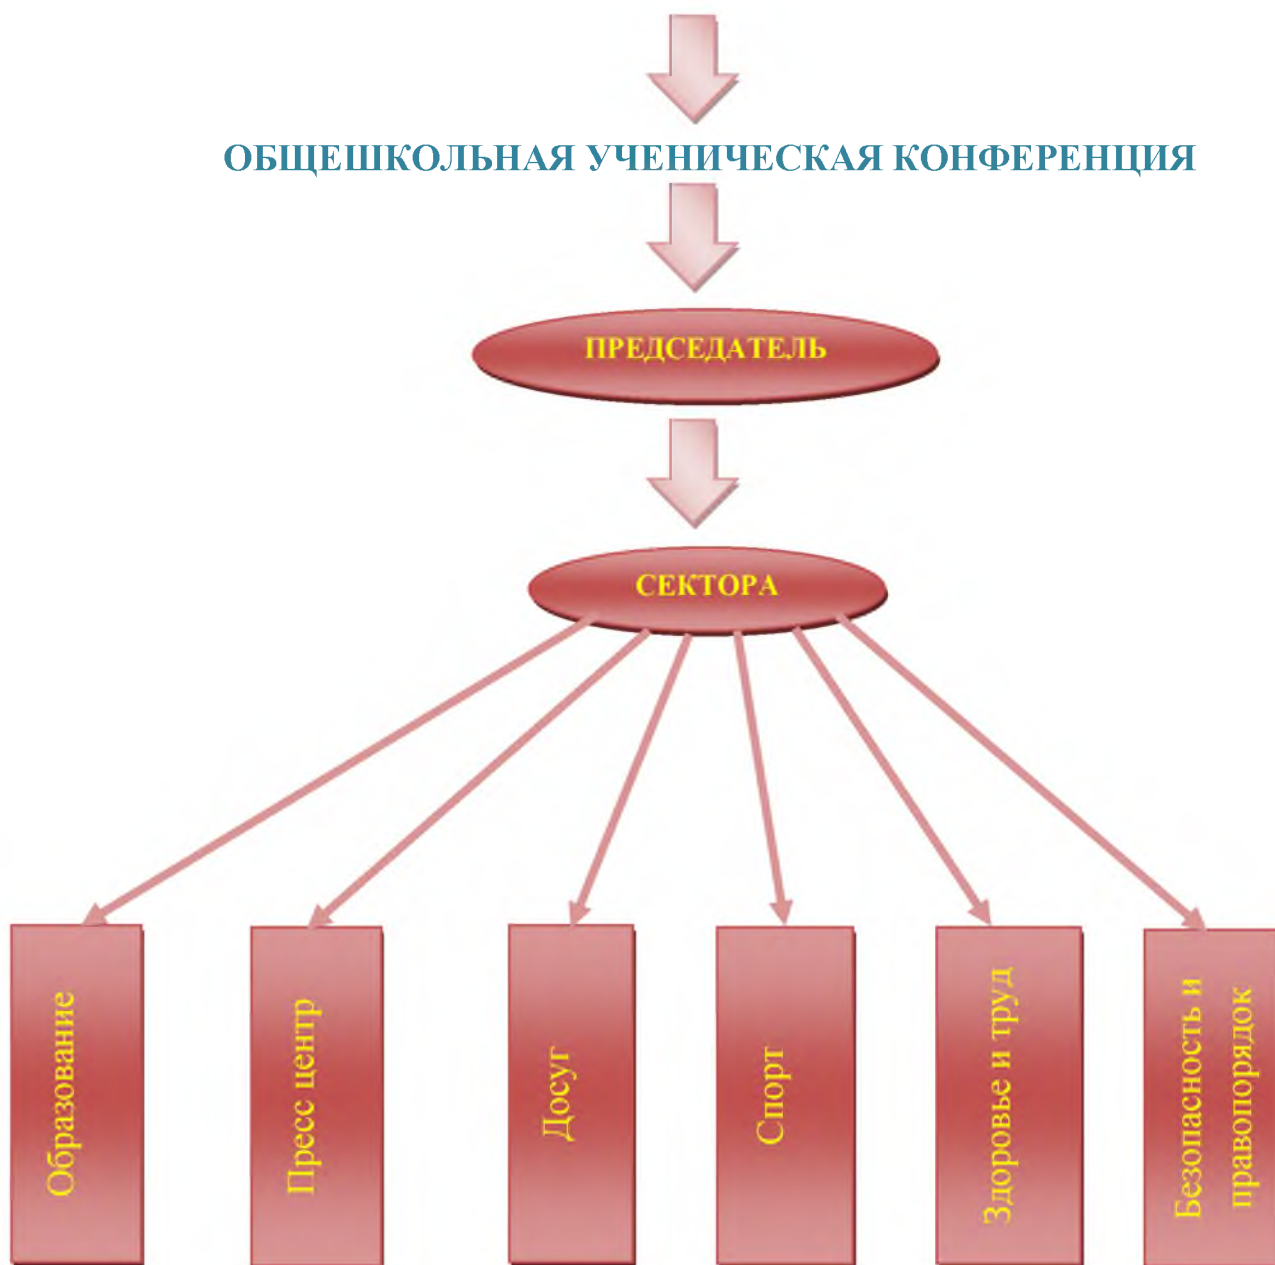 ОБЩЕШКОЛЬНАЯ УЧЕНИЧЕСКАЯ КОНФЕРЕНЦИЯ
ПРЕДСЕДАТЕЛЬ
СЕКТОРА
Образование
Пресс центр
Досуг
Спорт
Здоровье и труд
Безопасность и
правопорядок